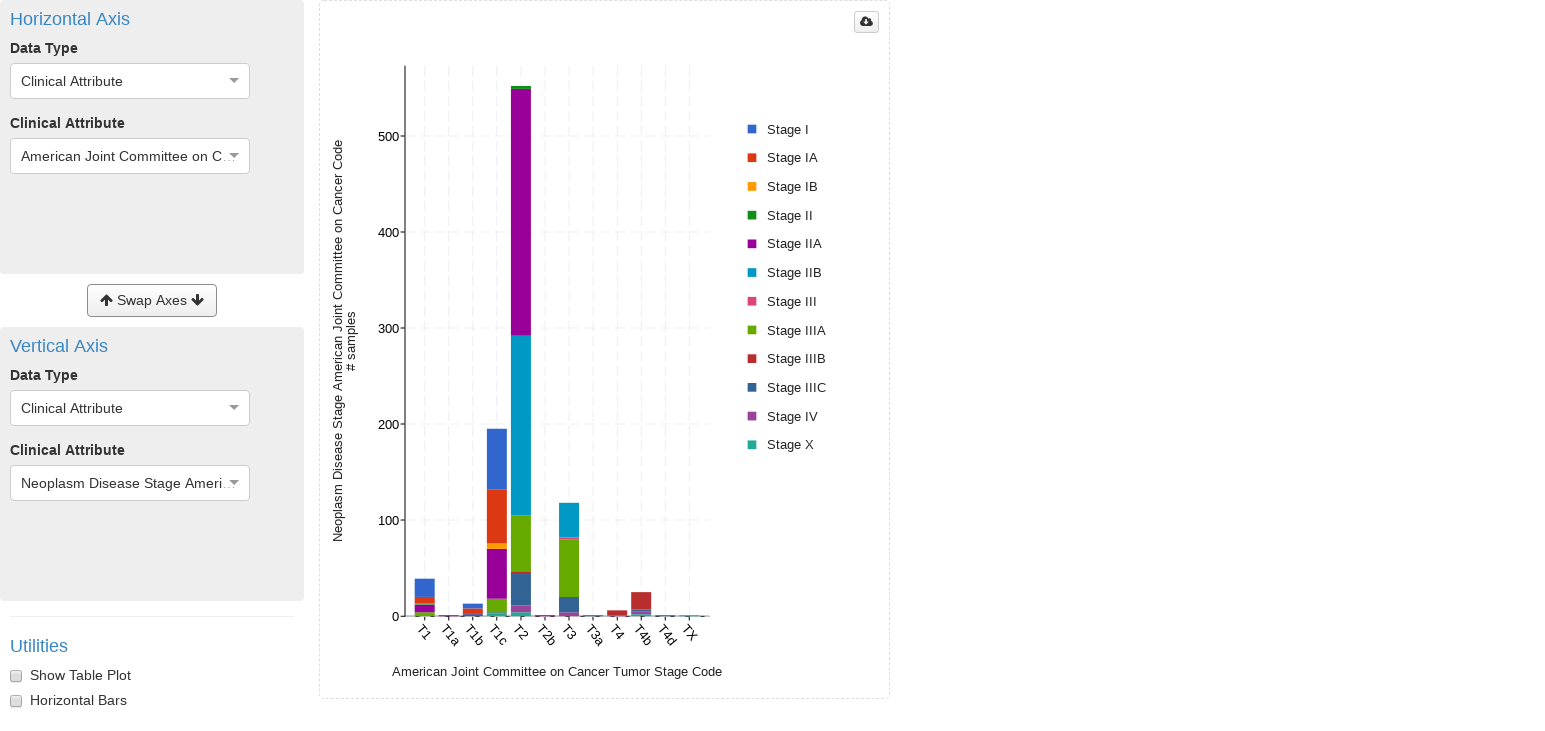 Horizontal Axis
Data Type
Clinical Attribute
Clinical Attribute
American Joint Committee on C...
Swap Axes
Vertical Axis
Data Type
Clinical Attribute
Clinical Attribute
Neoplasm Disease Stage Ameri...
Utilities
Show Table Plot
Horizontal Bars
Neoplasm Disease Stage American Joint Committee on Cancer Code
# samples
500
400
300
200
100
0
T1
T1a
T1b
T1c
T2
T2b
T3
T3a
T4
T4b
T4d
TX
American Joint Committee on Cancer Tumor Stage Code
Stage I
Stage IA
Stage IB
Stage II
Stage IIA
Stage IIB
Stage III
Stage IIIA
Stage IIIB
Stage IIIC
Stage IV
Stage X